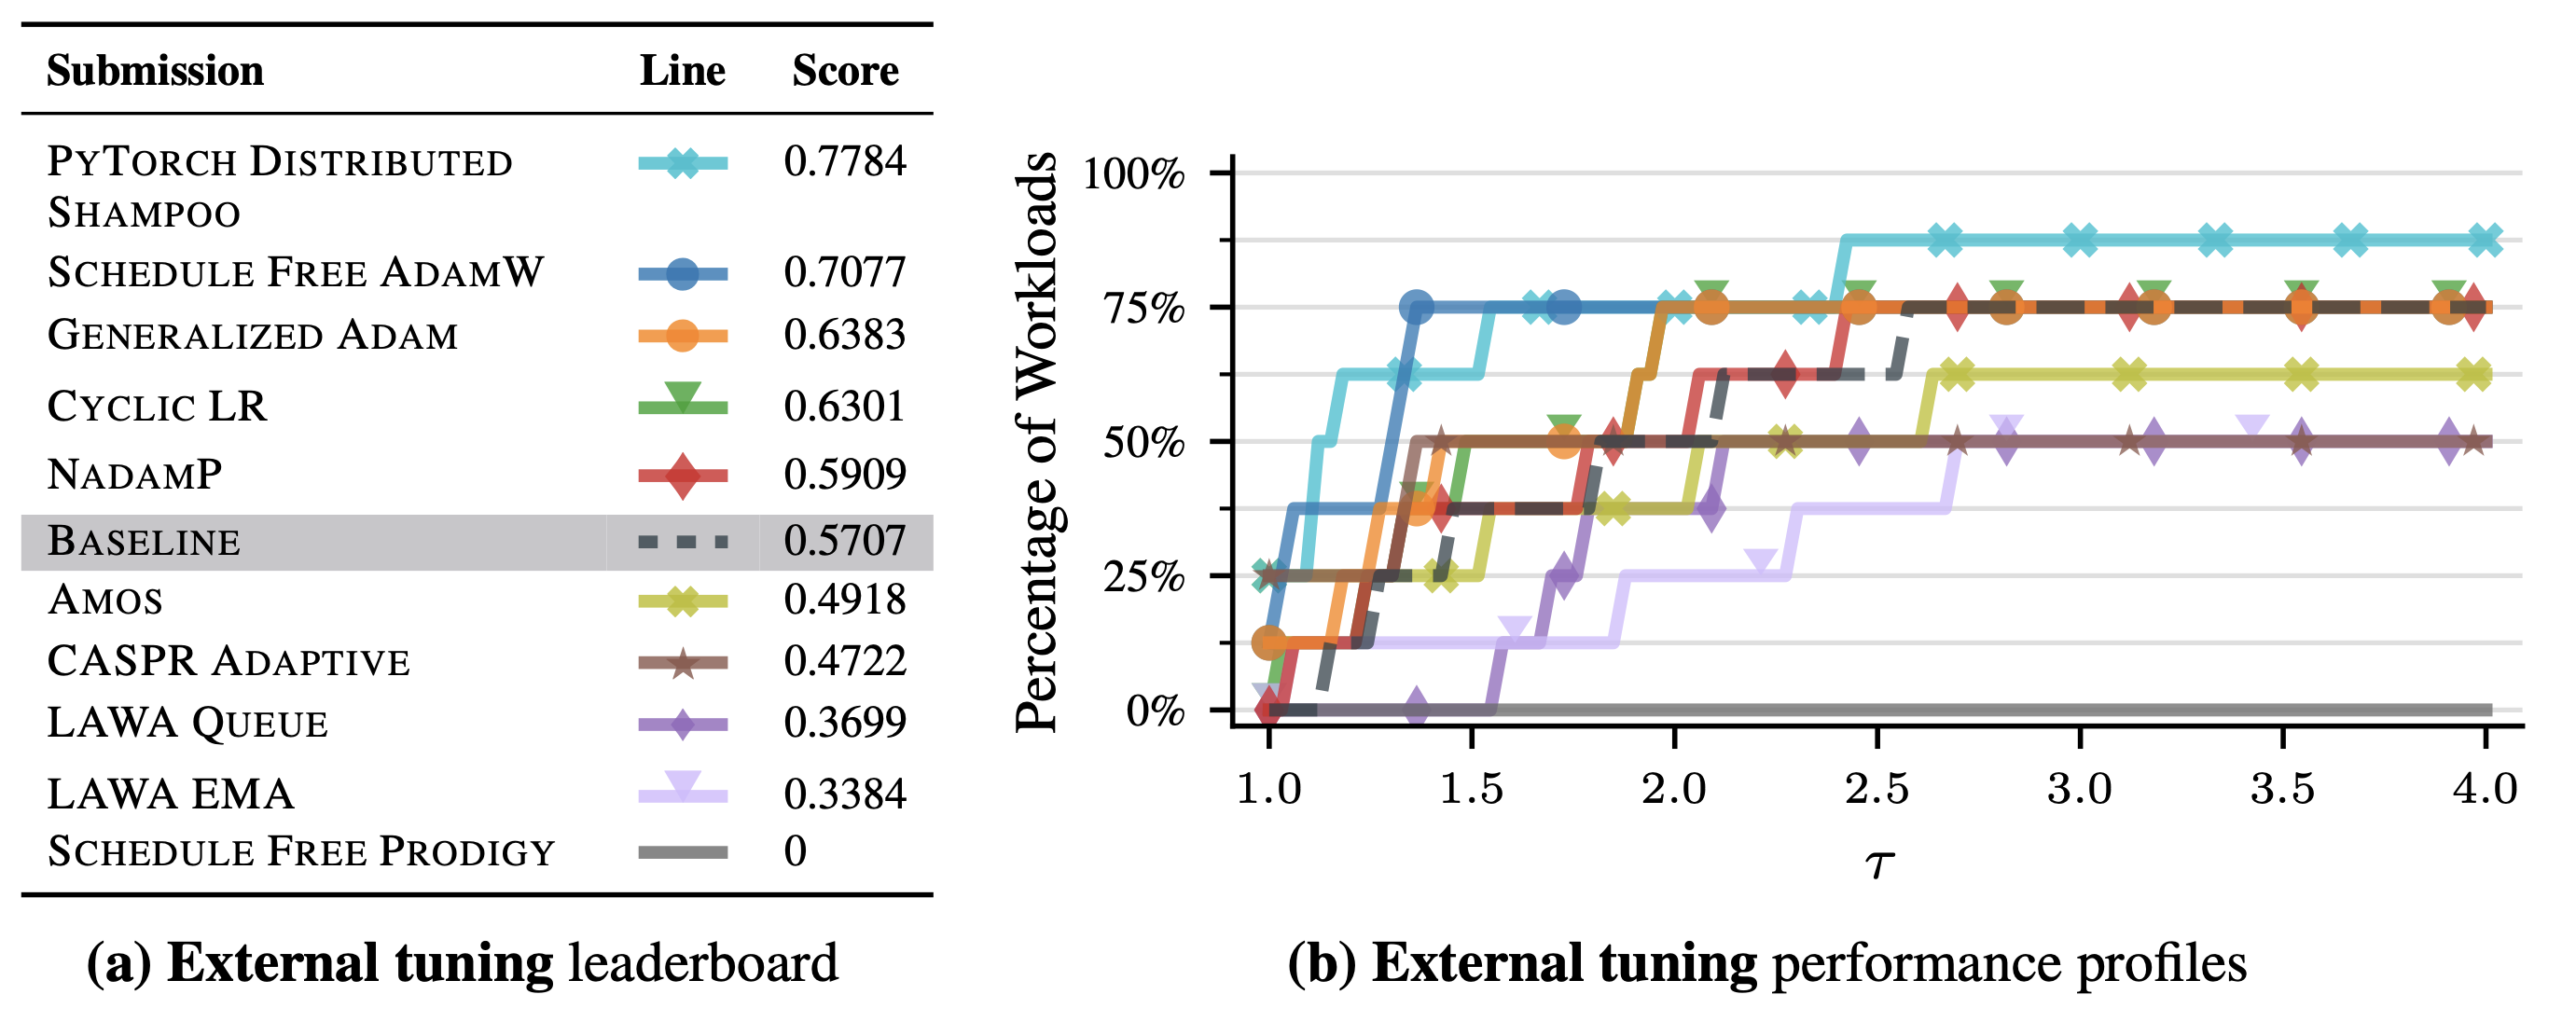 Submission Line Score
PYTORCH DISTRIBUTED 0.7784
SHAMPOO
SCHEDULE FREE ADAMW 0.7077
GENERALIZED ADAM 0.6383
CYCLIC LR 0.6301
NADAMP 0.5909
BASELINE 0.5707
AMOS 0.4918
CASPR ADAPTIVE 0.4722
LAWA QUEUE 0.3699
LAWA EMA 0.3384
SCHEDULE FREE PRODIGY 0
(a) External tuning leaderboard
Percentage of Workloads
100%
75%
50%
25%
0%
1.0 1.5 2.0 2.5 3.0 3.5 4.0
τ
(b) External tuning performance profiles